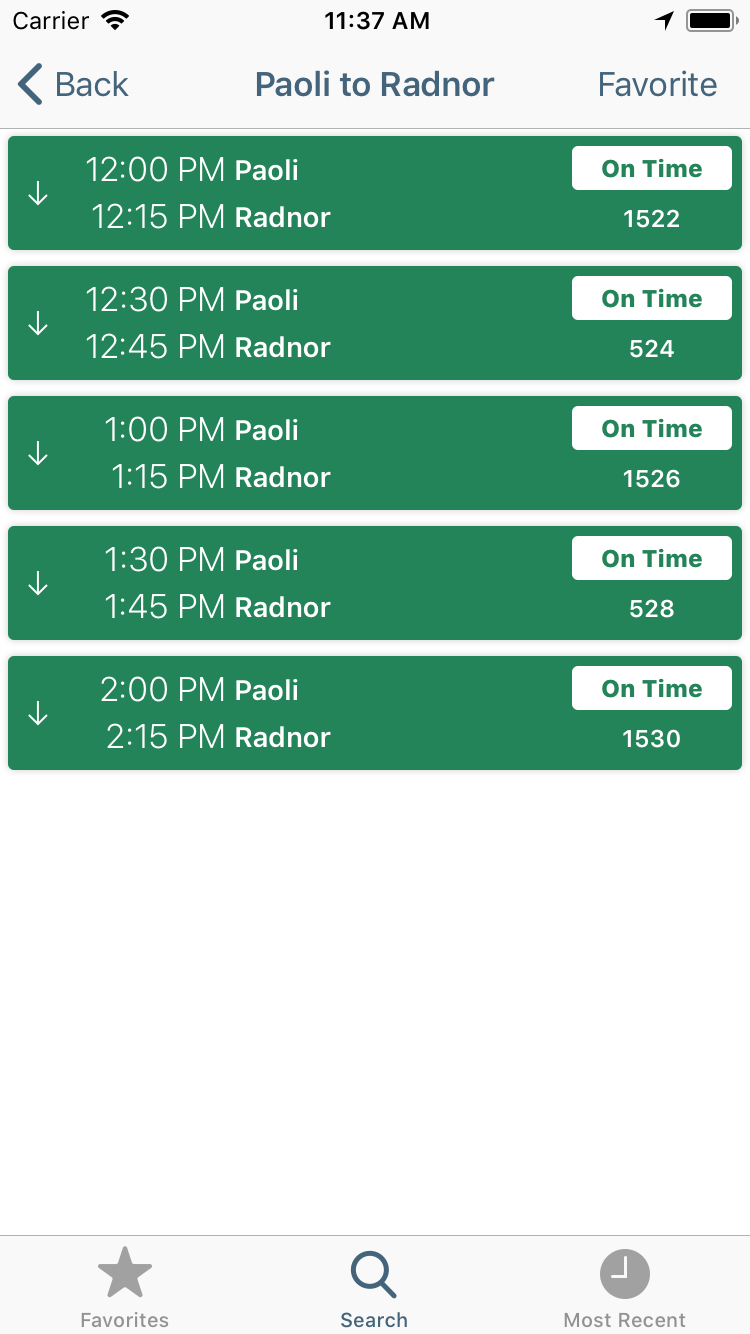 Carrier 11:37 AM
Back Paoli to Radnor Favorite
12:00 PM Paoli On Time
12:15 PM Radnor 1522
12:30 PM Paoli On Time
12:45 PM Radnor 524
1:00 PM Paoli On Time
1:15 PM Radnor 1526
1:30 PM Paoli On Time
1:45 PM Radnor 528
2:00 PM Paoli On Time
2:15 PM Radnor 1530
Favorites Search Most Recent